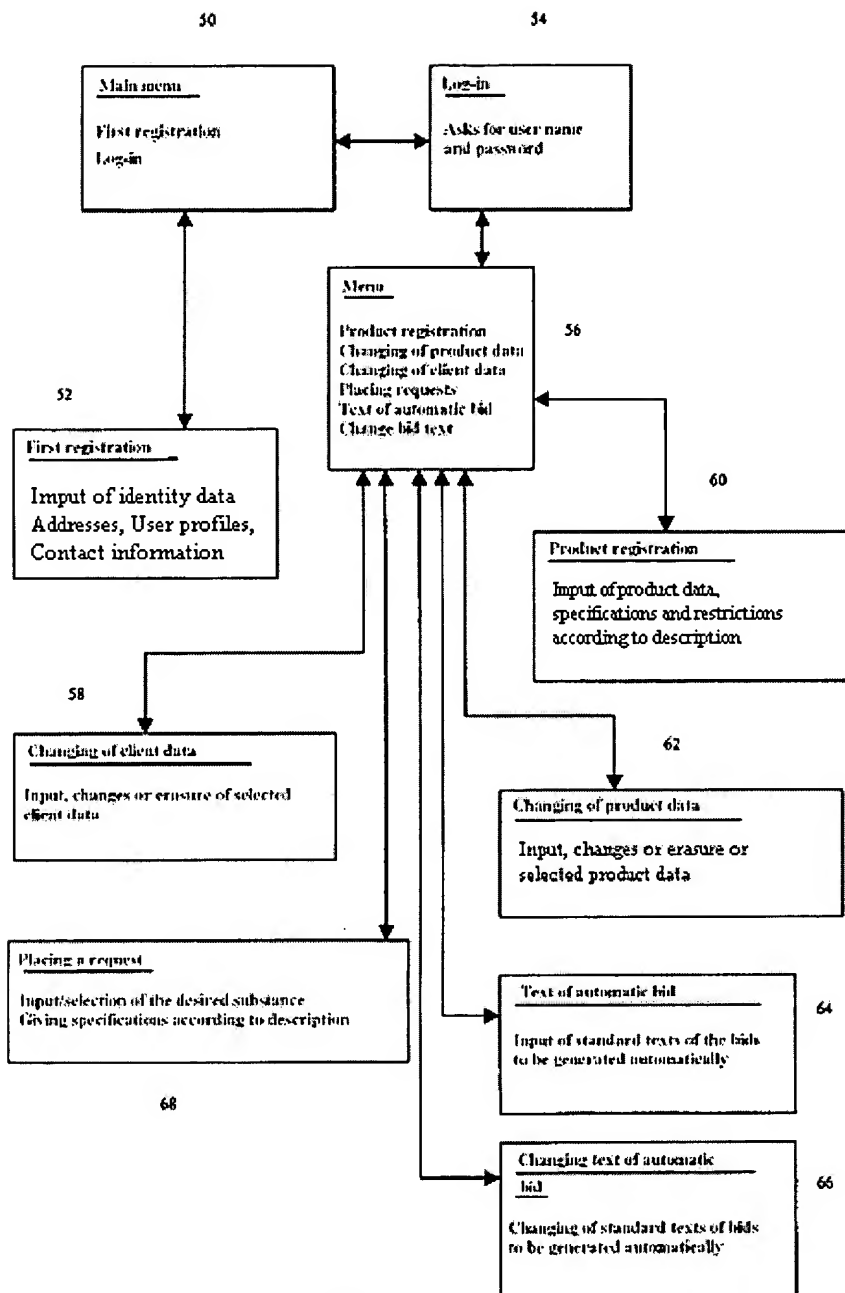 50
54
Main menu
First registration
Log-in
Log-in
Asks for user name
and password
Menu
Product registration
Changing of product data
Changing of client data
Placing requests
Text of automatic bid
Change bid text
56
52
First registration
Imput of identity data
Addresses, User profiles,
Contact information
60
Product registration
Imput of product data,
specifications and restrictions
according to description
58
Changing of client data
Input, changes or erasure of selected
client data
62
Changing of product data
Input, changes or erasure or
selected product data
Placing a request
Input/selection of the desired substance
Giving specifications according to description
68
Text of automatic bid
Input of standard texts of the bids
to be generated automatically
64
Changing text of automatic
bid
Changing of standard texts of bids
to be generated automatically
66